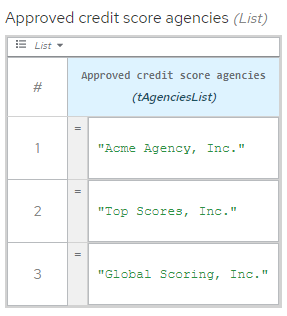 Approved credit score agencies (List)
List
# Approved credit score agencies
(tAgenciesList)
1 = "Acme Agency, Inc."
2 = "Top Scores, Inc."
3 = "Global Scoring, Inc."